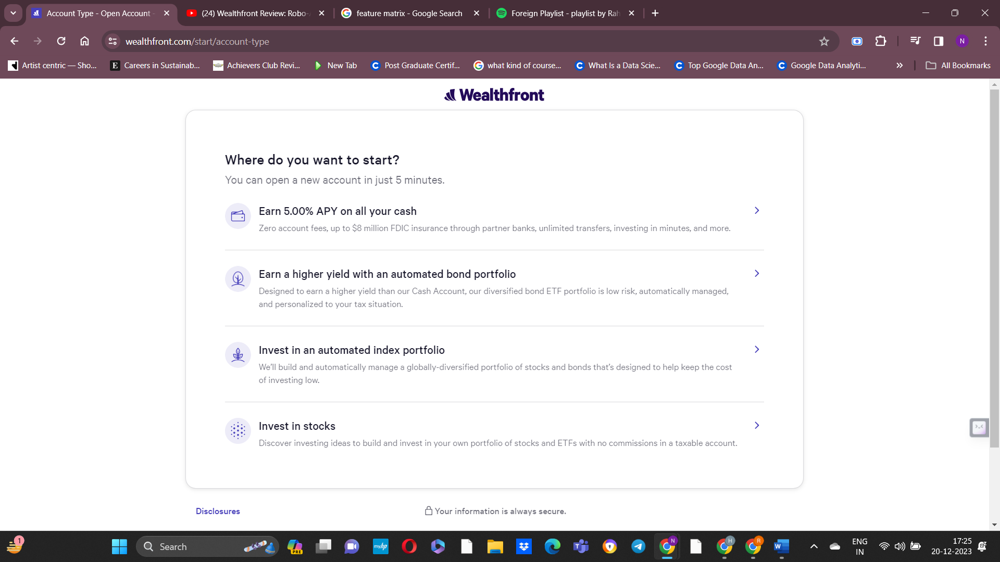 Account Type - Open Account -
(24) Wealthfront Review: Robo-
feature matrix - Google Search
Foreign Playlist - playlist by Rah
wealthfront.com/start/account-type
N
Artist centric — Sho...
E
Careers in Sustainab...
Achievers Club Revi...
New Tab
C
Post Graduate Certif...
what kind of course...
C
What Is a Data Scie...
C
Top Google Data An...
C
Google Data Analyti...
All Bookmarks
Wealthfront
Where do you want to start?
You can open a new account in just 5 minutes.
Earn 5.00% APY on all your cash
Zero account fees, up to $8 million FDIC insurance through partner banks, unlimited transfers, investing in minutes, and more.
Earn a higher yield with an automated bond portfolio
Designed to earn a higher yield than our Cash Account, our diversified bond ETF portfolio is low risk, automatically managed,
and personalized to your tax situation.
Invest in an automated index portfolio
We'll build and automatically manage a globally-diversified portfolio of stocks and bonds that's designed to help keep the cost
of investing low.
Invest in stocks
Discover investing ideas to build and invest in your own portfolio of stocks and ETFs with no commissions in a taxable account.
Disclosures
Your information is always secure.
1
Search
PRE
myhp
N
H
R
W
ENG
IN
17:25
20-12-2023